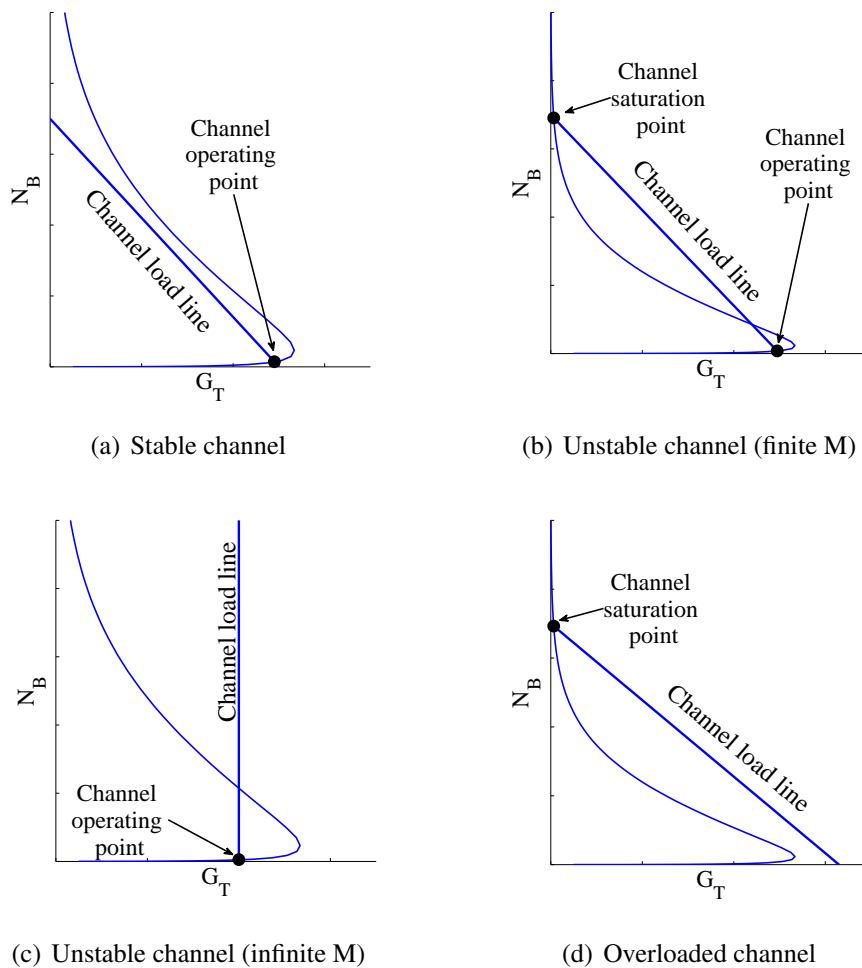 Channel
operating
point
N_B
Channel load line
G_T
(a) Stable channel
Channel
saturation
point
Channel
operating
point
N_B
Channel load line
G_T
(b) Unstable channel (finite M)
Channel load line
N_B
Channel
operating
point
G_T
(c) Unstable channel (infinite M)
Channel
saturation
point
N_B
Channel load line
G_T
(d) Overloaded channel